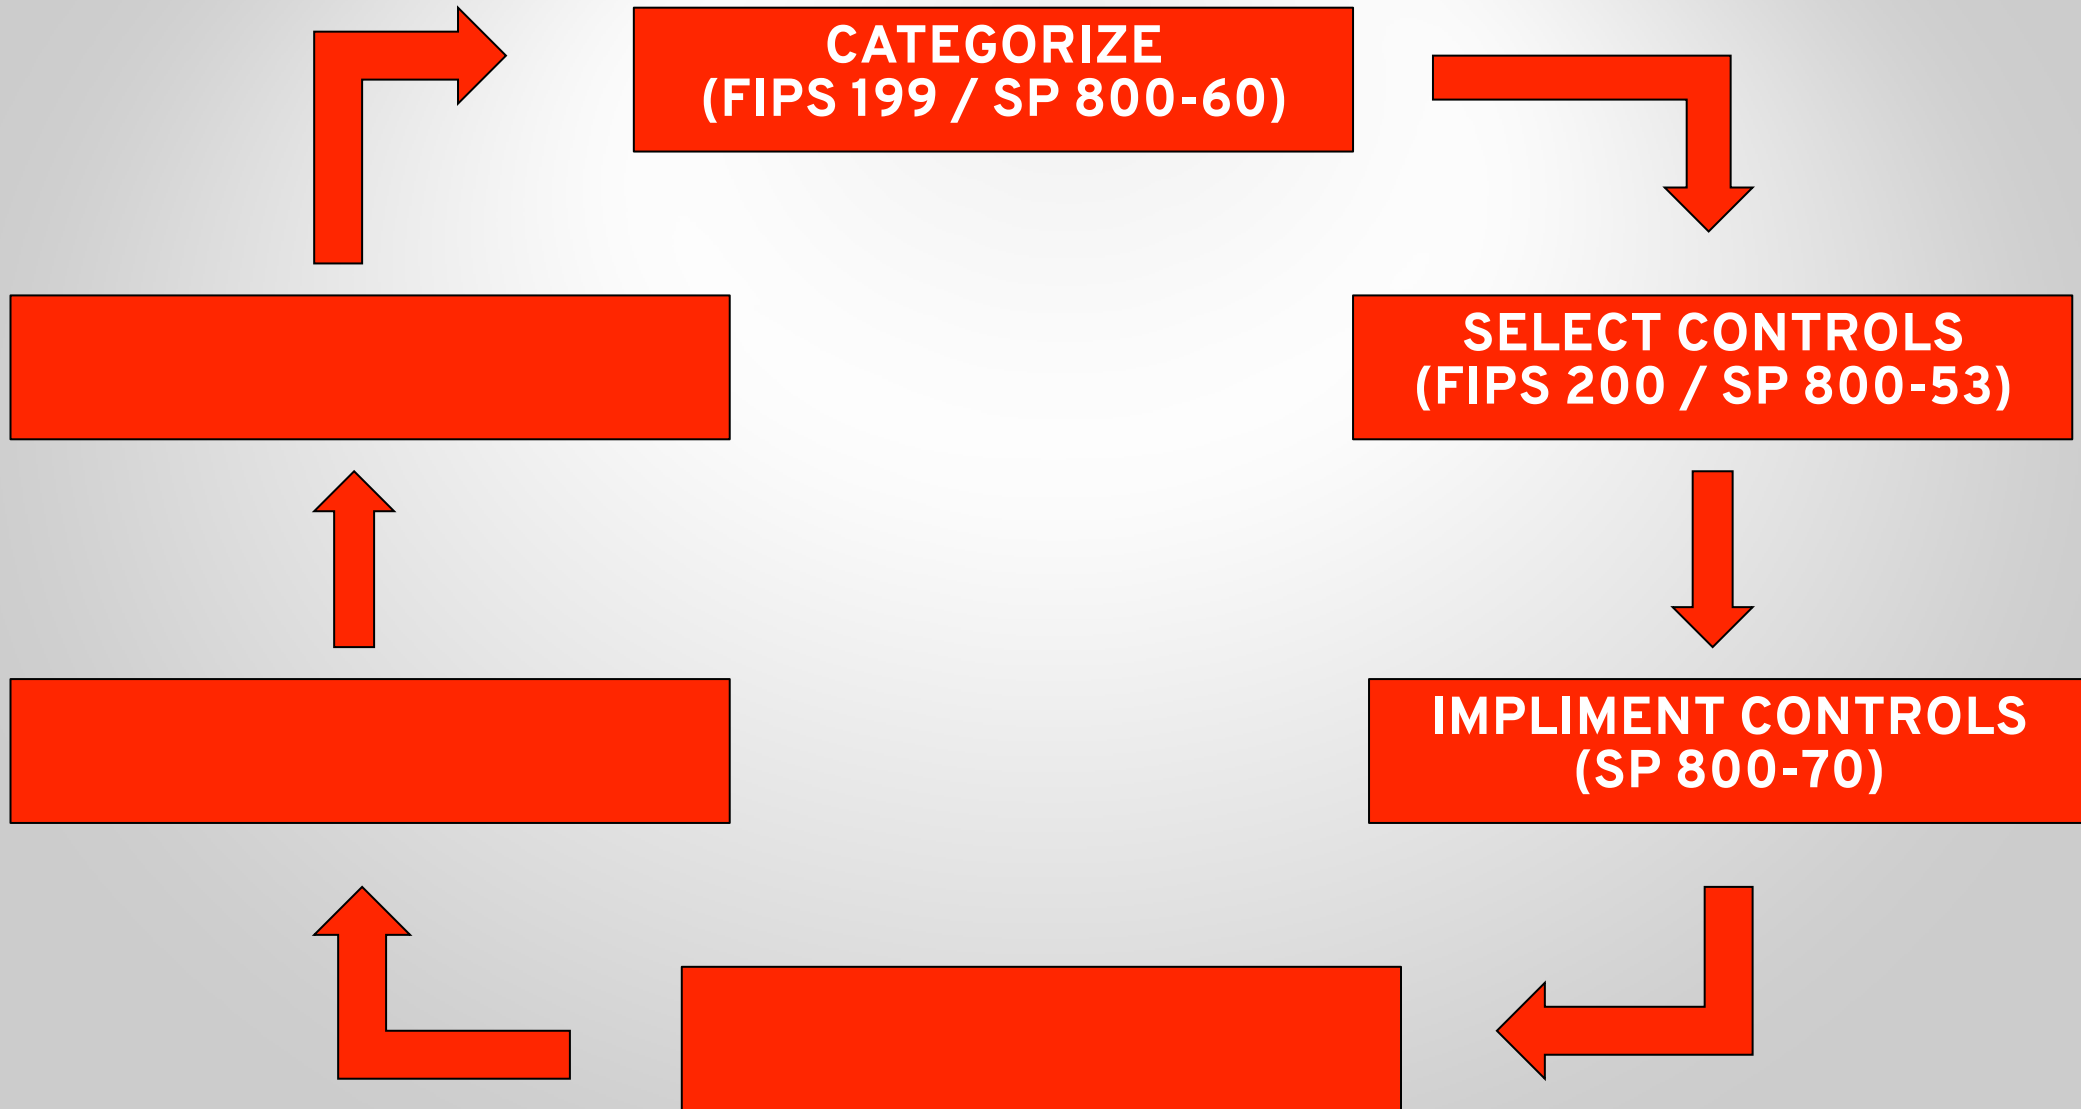 CATEGORIZE
(FIPS 199 / SP 800-60)
SELECT CONTROLS
(FIPS 200 / SP 800-53)
IMPLIMENT CONTROLS
(SP 800-70)